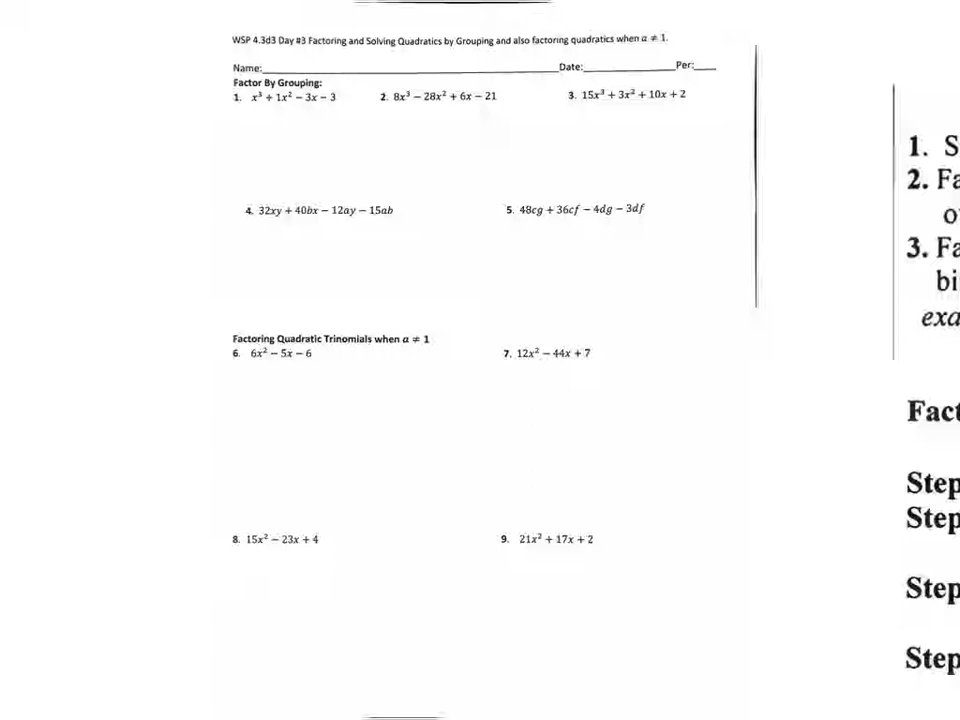 WSP 4.3d3 Day #3 Factoring and Solving Quadratics by Grouping and also factoring quadratics when a ≠ 1.
Name:____ Date:____ Per:____
Factor By Grouping:
1. x³ + 1x² − 3x − 3 2. 8x³ − 28x² + 6x − 21 3. 15x³ + 3x² + 10x + 2
4. 32xy + 40bx − 12ay − 15ab 5. 48cg + 36cf − 4dg − 3df
Factoring Quadratic Trinomials when a ≠ 1
6. 6x² − 5x − 6 7. 12x² − 44x + 7
8. 15x² − 23x + 4 9. 21x² + 17x + 2
1. S
2. Fa
3. Fa
bi
exa
Fact
Step
Step
Step
Step